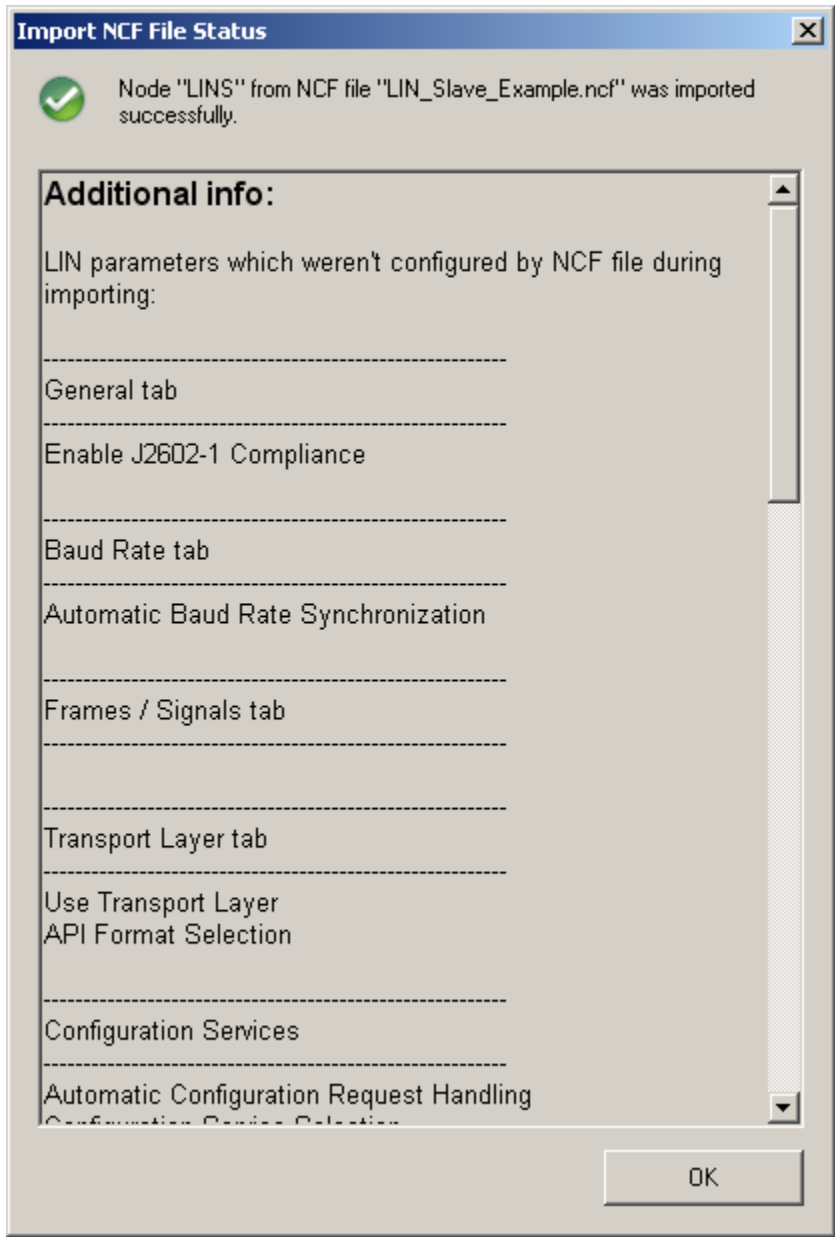 Import NCF File Status
Node "LINS" from NCF file "LIN_Slave_Example.ncf" was imported
successfully.
Additional info:
LIN parameters which weren't configured by NCF file during
importing:
----------------------------------------------------------
General tab
----------------------------------------------------------
Enable J2602-1 Compliance
----------------------------------------------------------
Baud Rate tab
----------------------------------------------------------
Automatic Baud Rate Synchronization
----------------------------------------------------------
Frames / Signals tab
----------------------------------------------------------
----------------------------------------------------------
Transport Layer tab
----------------------------------------------------------
Use Transport Layer
API Format Selection
----------------------------------------------------------
Configuration Services
----------------------------------------------------------
Automatic Configuration Request Handling
Configuration Service Selection
OK